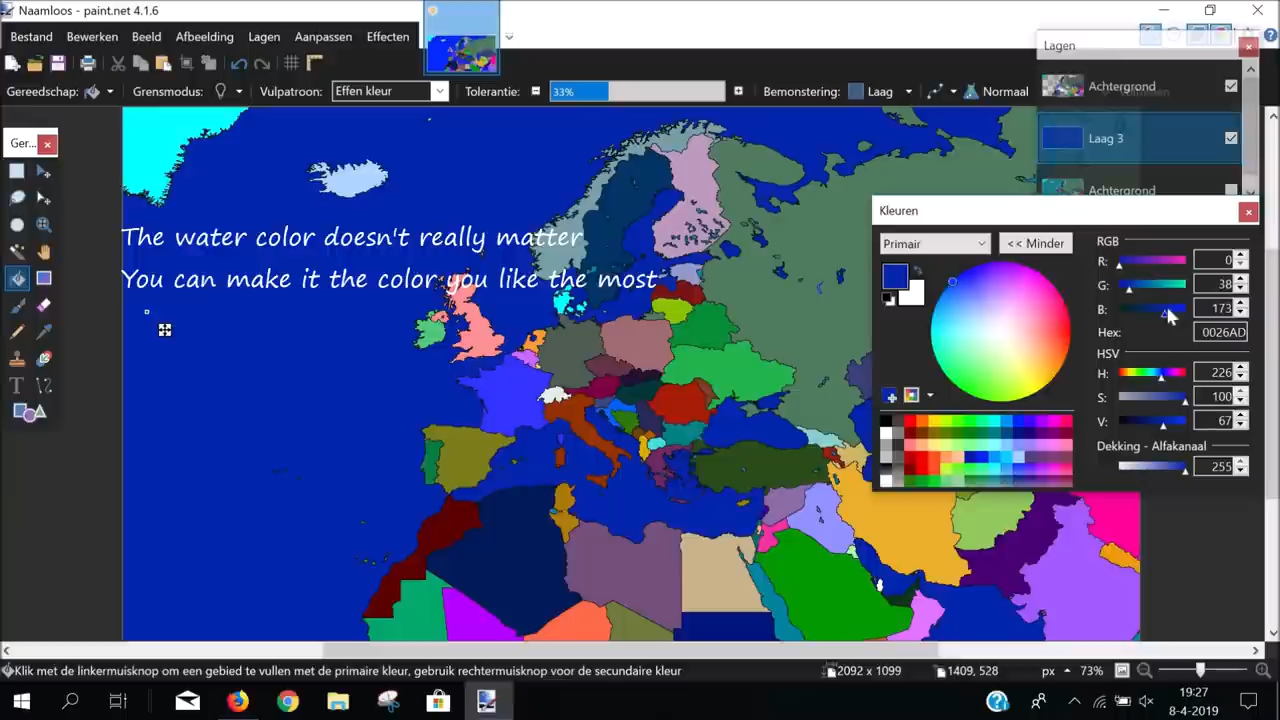 Naamloos - paint.net 4.1.6
Bestand Bewerken Beeld Afbeelding Lagen Aanpassen Effecten
Gereedschap: Grensmodus: Vulpatroon: Effen kleur Tolerantie: 33% Bemonstering: Laag Normaal
Lagen
Achtergrond
Laag 3
Achtergrond
Ger...
The water color doesn't really matter
You can make it the color you like the most
Kleuren
Primair << Minder
RGB
R: 0
G: 38
B: 173
Hex: 0026AD
HSV
H: 226
S: 100
V: 67
Dekking - Alfakanaal
255
Klik met de linkermuisknop om een gebied te vullen met de primaire kleur, gebruik rechtermuisknop voor de secundaire kleur 2092 x 1099 1409, 528 px 73%
19:27
8-4-2019